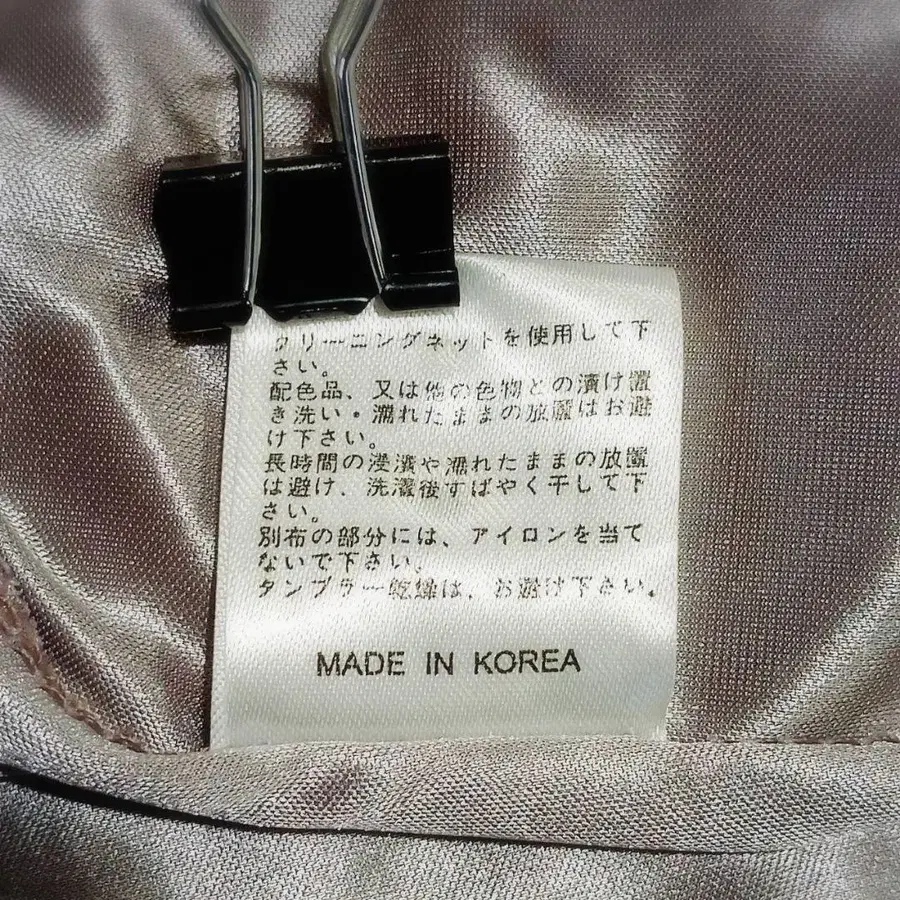 クリーニングネットを使用して下
さい。
配色品、又は他の色物との漬け置
き洗い・濡れたままの放置はお避
け下さい。
長時間の浸漬や濡れたままの放置
は避け、洗濯後すばやく干して下
さい。
別布の部分には、アイロンを当て
ないで下さい。
タンブラー乾燥は、お避け下さい。
MADE IN KOREA